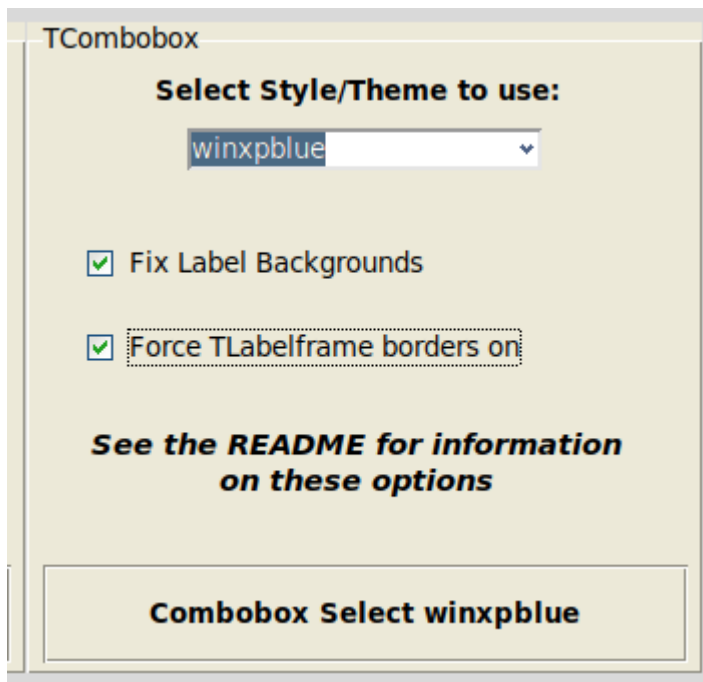 TCombobox
Select Style/Theme to use:
winxpblue
Fix Label Backgrounds
Force TLabelframe borders on
See the README for information
on these options
Combobox Select winxpblue